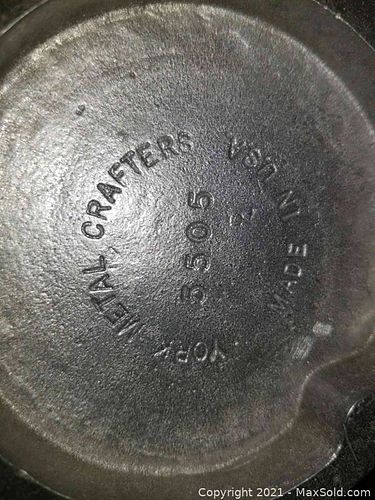 YORK METAL CRAFTERS
MADE IN USA
5505
Copyright © 2021 - MaxSold.com